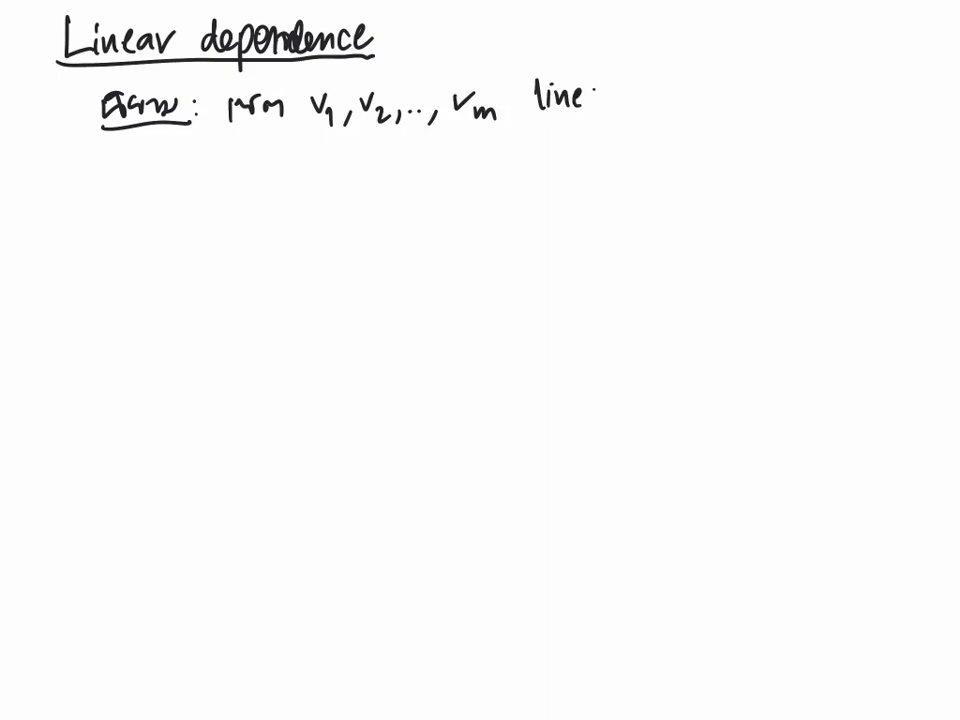 Linear dependence
: v₁, v₂, .., vₘ line